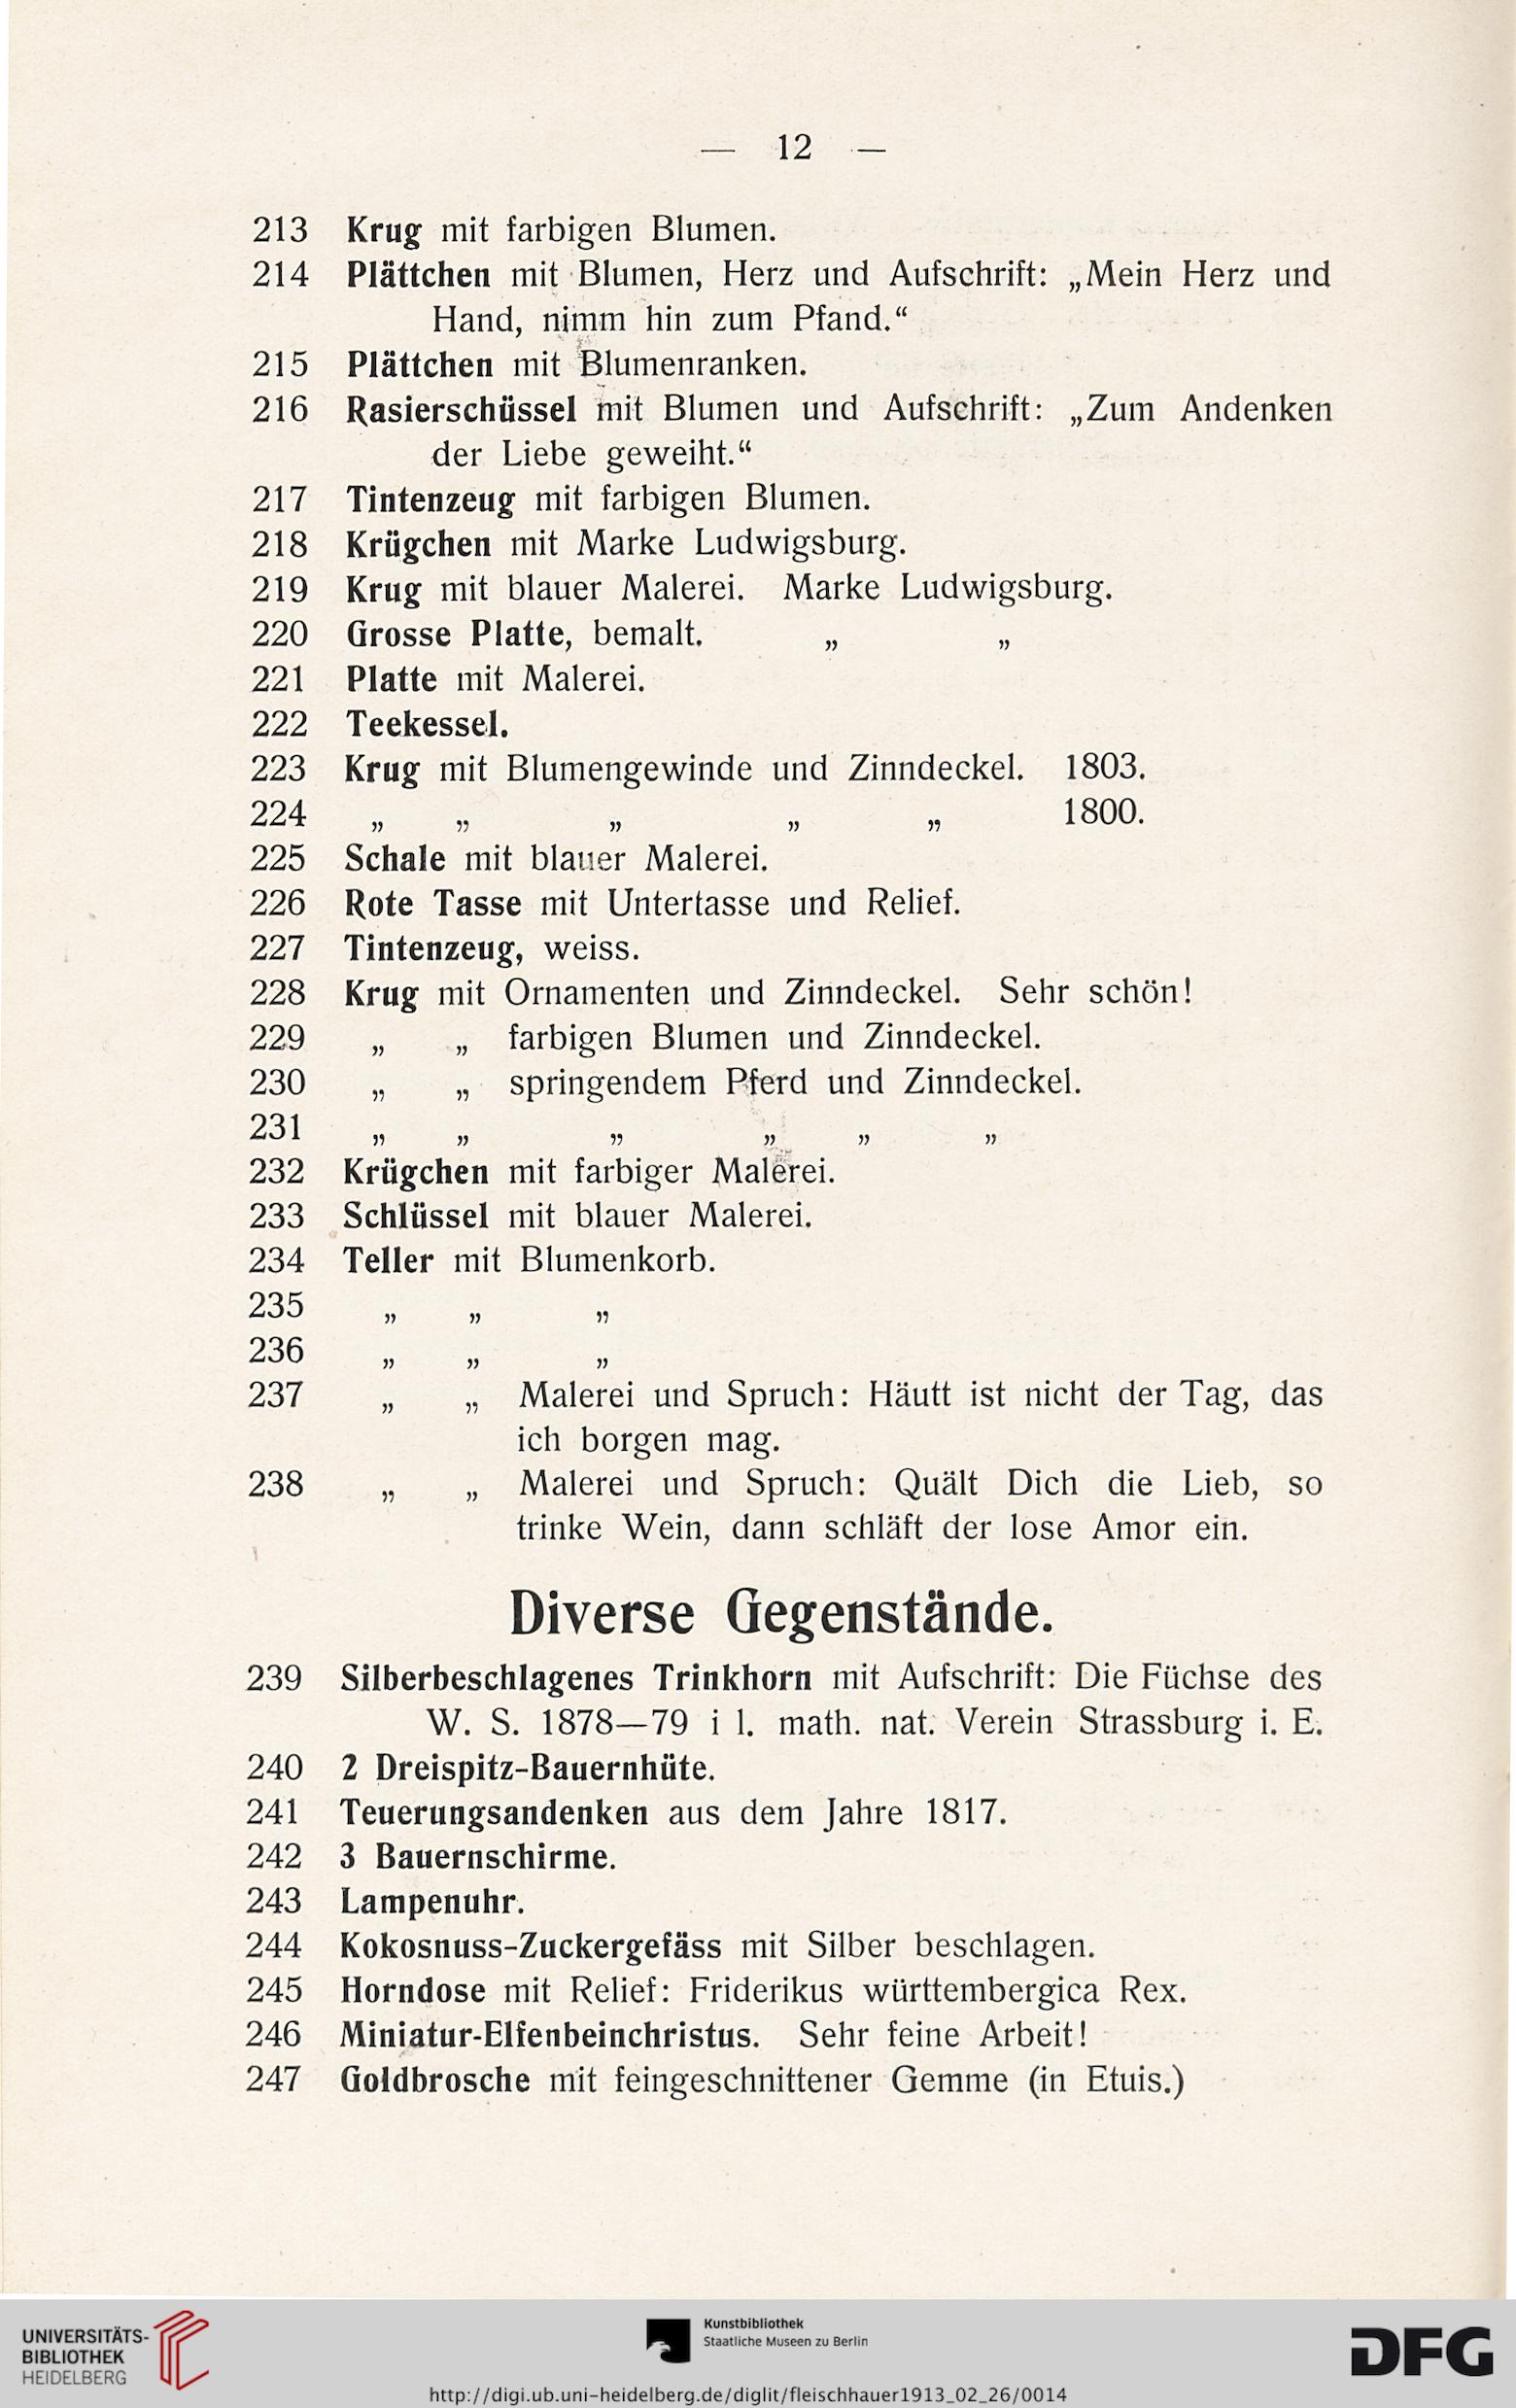 — 12 —
213 Krug mit farbigen Blumen.
214 Plättchen mit Blumen, Herz und Aufschrift: „Mein Herz und
Hand, nimm hin zum Pfand.“
215 Plättchen mit Blumenranken.
216 Rasierschüssel mit Blumen und Aufschrift: „Zum Andenken
der Liebe geweiht.“
217 Tintenzeug mit farbigen Blumen.
218 Krügchen mit Marke Ludwigsburg.
219 Krug mit blauer Malerei. Marke Ludwigsburg.
220 Grosse Platte, bemalt. „ „
221 Platte mit Malerei.
222 Teekessel.
223 Krug mit Blumengewinde und Zinndeckel. 1803.
224 „ „ „ „ „ 1800.
225 Schale mit blauer Malerei.
226 Rote Tasse mit Untertasse und Relief.
227 Tintenzeug, weiss.
228 Krug mit Ornamenten und Zinndeckel. Sehr schön!
229 „ „ farbigen Blumen und Zinndeckel.
230 „ „ springendem Pferd und Zinndeckel.
231 „ „ „ „ „ „
232 Krügchen mit farbiger Malerei.
233 Schlüssel mit blauer Malerei.
234 Teller mit Blumenkorb.
235 „ „ „
236 „ „ „
237 „ „ Malerei und Spruch: Häutt ist nicht der Tag, das
ich borgen mag.
238 „ „ Malerei und Spruch: Quält Dich die Lieb, so
trinke Wein, dann schläft der lose Amor ein.
Diverse Gegenstände.
239 Silberbeschlagenes Trinkhorn mit Aufschrift: Die Füchse des
W. S. 1878—79 i l. math. nat. Verein Strassburg i. E.
240 2 Dreispitz-Bauernhüte.
241 Teuerungsandenken aus dem Jahre 1817.
242 3 Bauernschirme.
243 Lampenuhr.
244 Kokosnuss-Zuckergefäss mit Silber beschlagen.
245 Horndose mit Relief: Friderikus württembergica Rex.
246 Miniatur-Elfenbeinchristus. Sehr feine Arbeit!
247 Goldbrosche mit feingeschnittener Gemme (in Etuis.)
UNIVERSITÄTS-
BIBLIOTHEK
HEIDELBERG
Kunstbibliothek
Staatliche Museen zu Berlin
DFG
http://digi.ub.uni-heidelberg.de/diglit/fleischhauer1913_02_26/0014